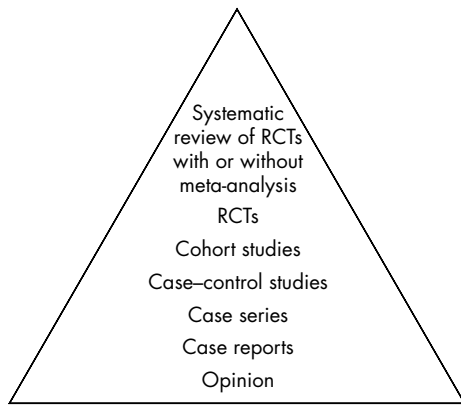 Systematic
review of RCTs
with or without
meta-analysis
RCTs
Cohort studies
Case–control studies
Case series
Case reports
Opinion